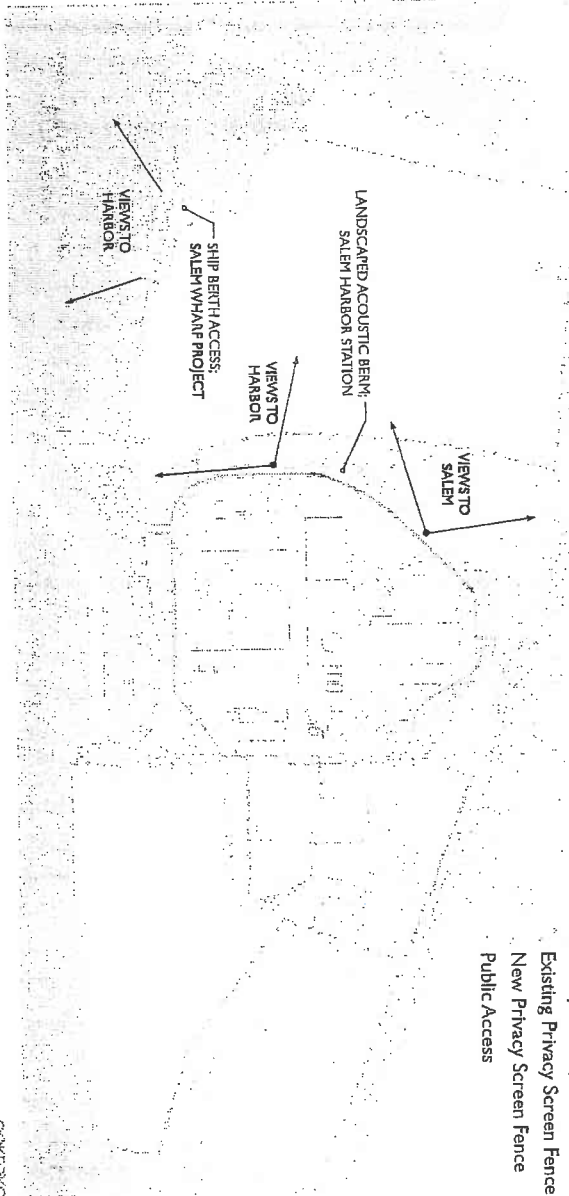 Existing Privacy Screen Fence
New Privacy Screen Fence
Public Access
VIEWS TO
SALEM
LANDSCAPED ACOUSTIC BERM;
SALEM HARBOR STATION
VIEWS TO
HARBOR
SHIP BERTH ACCESS;
SALEM WHARF PROJECT
VIEWS TO
HARBOR